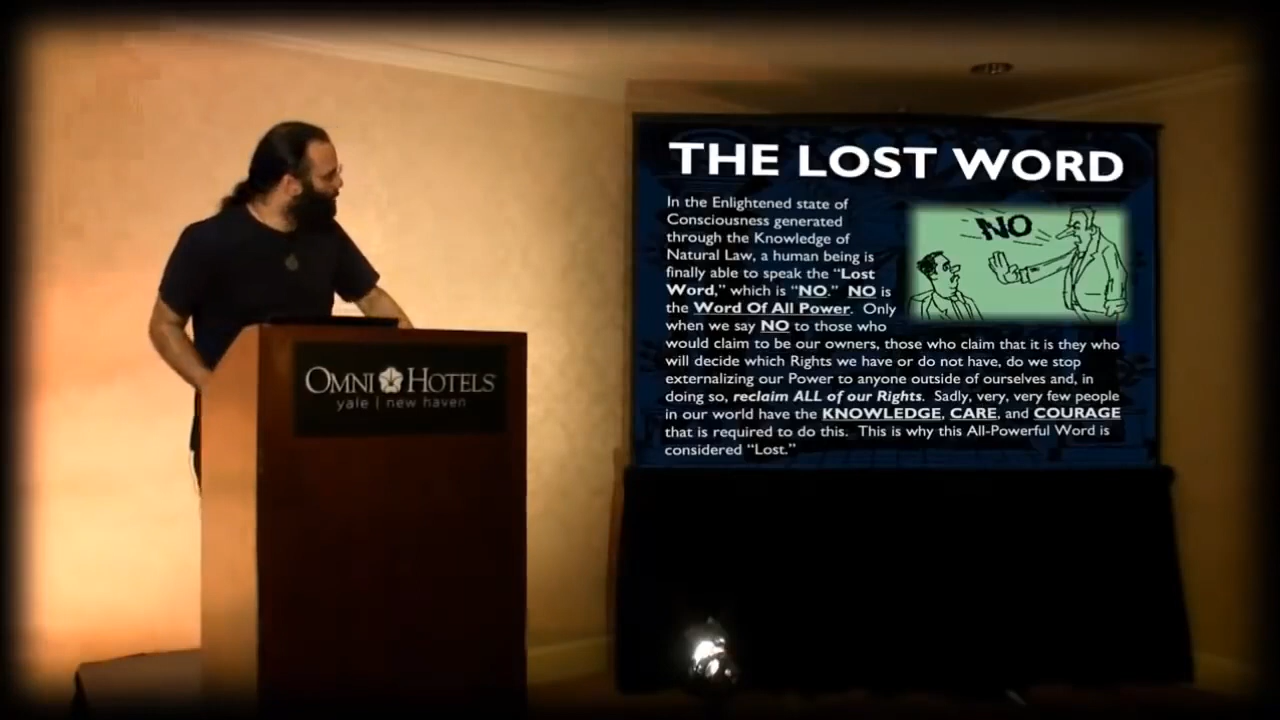 THE LOST WORD
In the Enlightened state of
Consciousness generated
through the Knowledge of
Natural Law, a human being is
finally able to speak the “Lost
Word,” which is “NO.” NO is
the Word Of All Power. Only
when we say NO to those who
would claim to be our owners, those who claim that it is they who
will decide which Rights we have or do not have, do we stop
externalizing our Power to anyone outside of ourselves and, in
doing so, reclaim ALL of our Rights. Sadly, very, very few people
in our world have the KNOWLEDGE, CARE, and COURAGE
that is required to do this. This is why this All-Powerful Word is
considered “Lost.”
NO
OMNI HOTELS
yale | new haven